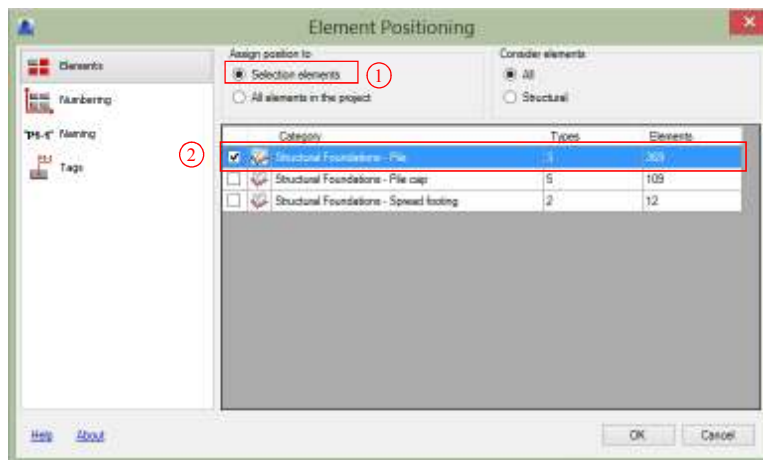 Element Positioning
Elements
Numbering
Naming
Tags
Assign position to
Selection elements
1
All elements in the project
Consider elements
All
Structural
Category Types Elements
2
Structural Foundations - Pile 3 369
Structural Foundations - Pile cap 5 109
Structural Foundations - Spread footing 2 12
Help About
OK Cancel